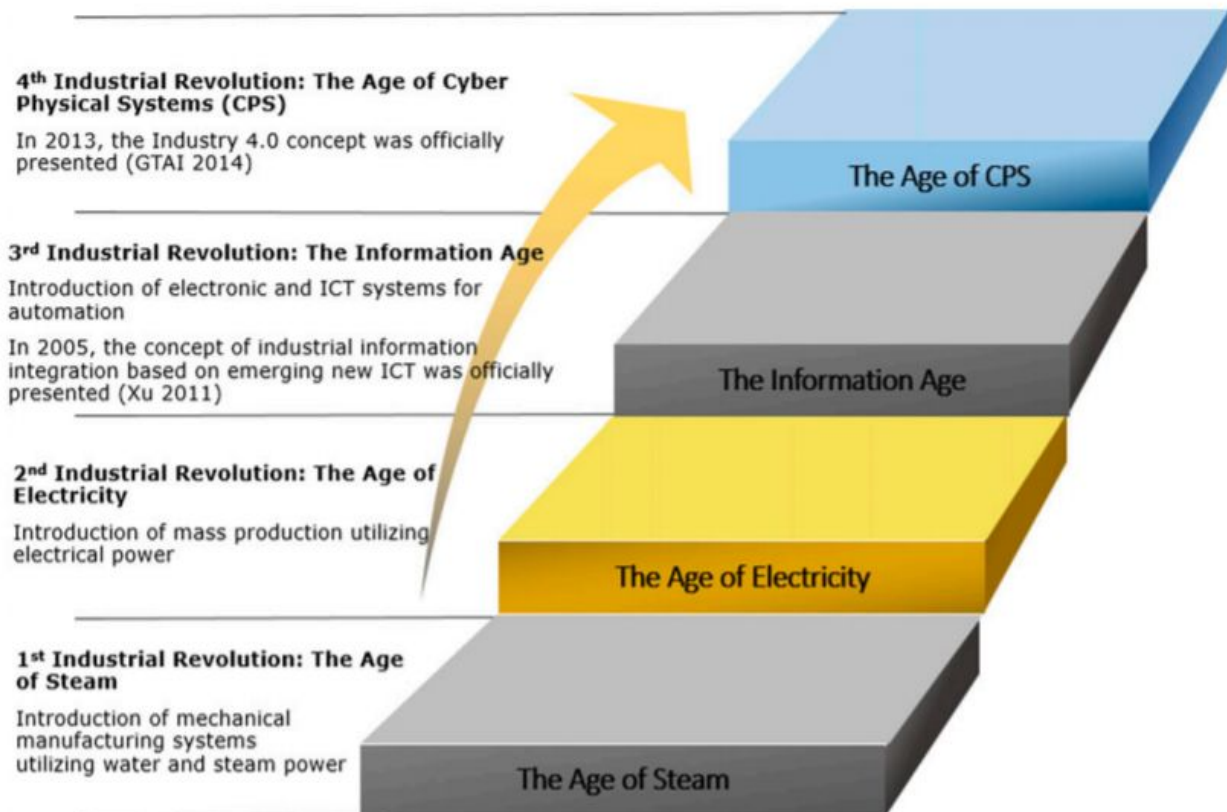 4th Industrial Revolution: The Age of Cyber
Physical Systems (CPS)
In 2013, the Industry 4.0 concept was officially
presented (GTAI 2014)
The Age of CPS
3rd Industrial Revolution: The Information Age
Introduction of electronic and ICT systems for
automation
In 2005, the concept of industrial information
integration based on emerging new ICT was officially
presented (Xu 2011)
The Information Age
2nd Industrial Revolution: The Age of
Electricity
Introduction of mass production utilizing
electrical power
The Age of Electricity
1st Industrial Revolution: The Age
of Steam
Introduction of mechanical
manufacturing systems
utilizing water and steam power
The Age of Steam